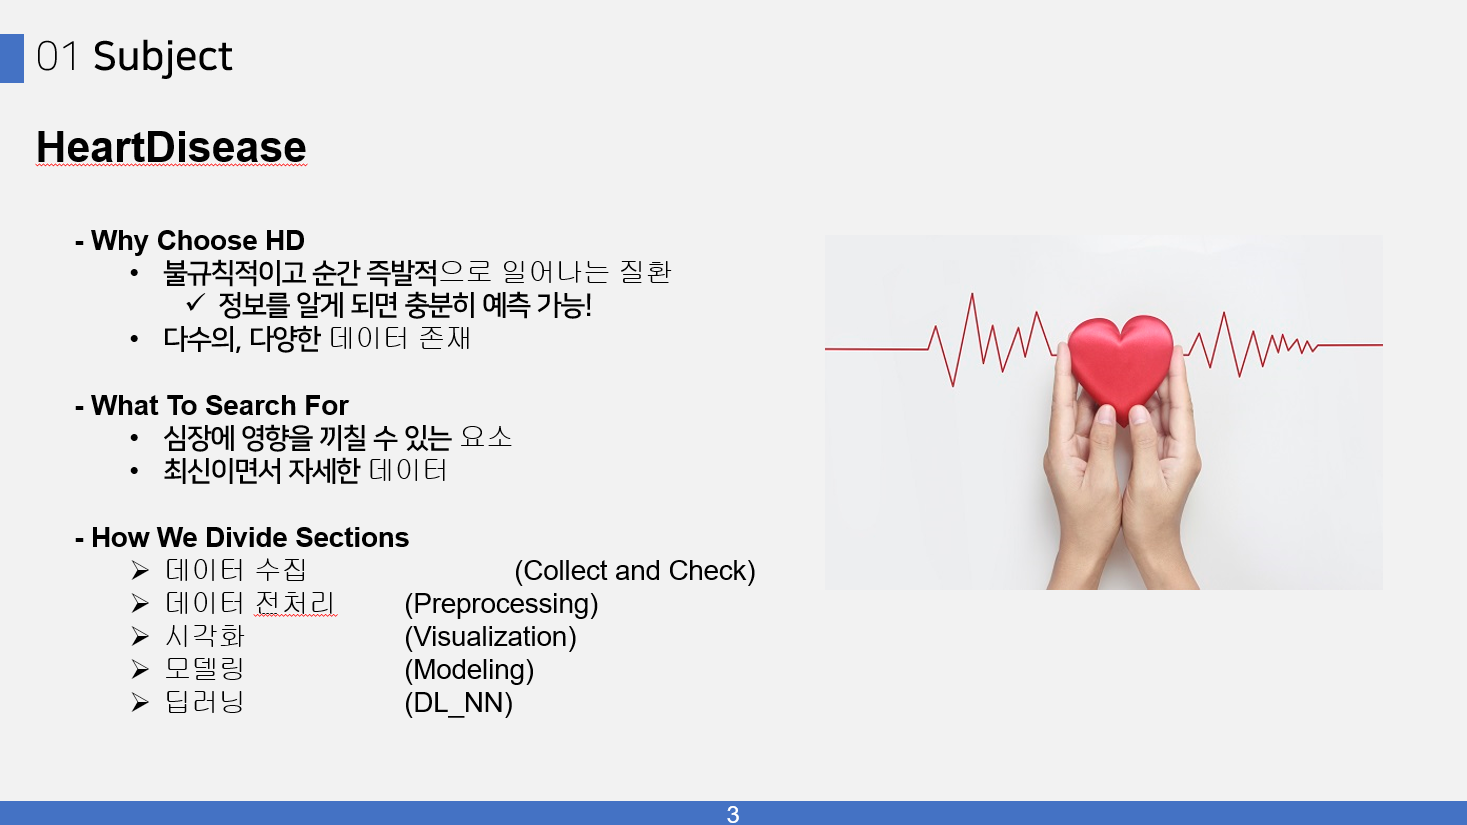 01 Subject
HeartDisease
- Why Choose HD
• 불규칙적이고 순간 즉발적으로 일어나는 질환
✓ 정보를 알게 되면 충분히 예측 가능!
• 다수의, 다양한 데이터 존재
- What To Search For
• 심장에 영향을 끼칠 수 있는 요소
• 최신이면서 자세한 데이터
- How We Divide Sections
➢ 데이터 수집 (Collect and Check)
➢ 데이터 전처리 (Preprocessing)
➢ 시각화 (Visualization)
➢ 모델링 (Modeling)
➢ 딥러닝 (DL_NN)
3